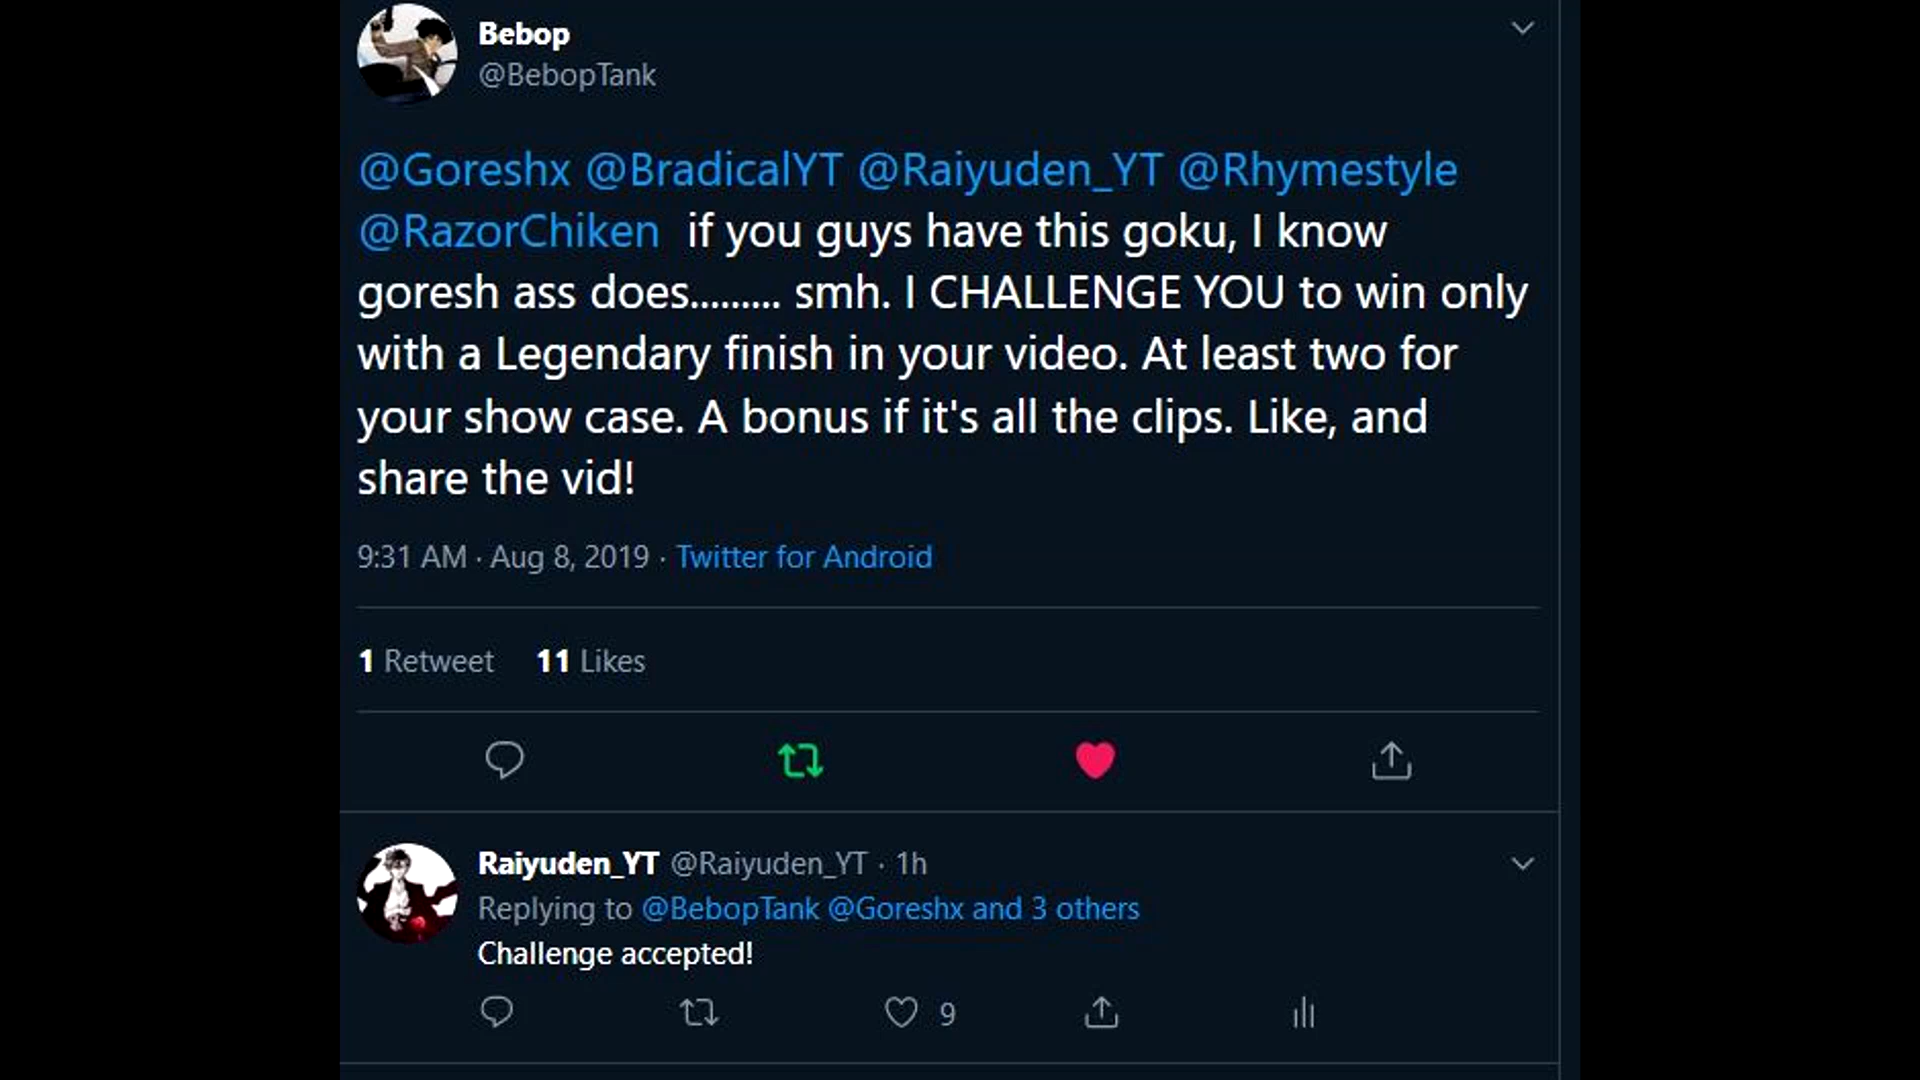 Bebop
@BebopTank
@Goreshx @BradicalYT @Raiyuden_YT @Rhymestyle
@RazorChiken if you guys have this goku, I know
goresh ass does......... smh. I CHALLENGE YOU to win only
with a Legendary finish in your video. At least two for
your show case. A bonus if it's all the clips. Like, and
share the vid!
9:31 AM · Aug 8, 2019 · Twitter for Android
1 Retweet 11 Likes
Raiyuden_YT @Raiyuden_YT · 1h
Replying to @BebopTank @Goreshx and 3 others
Challenge accepted!
9